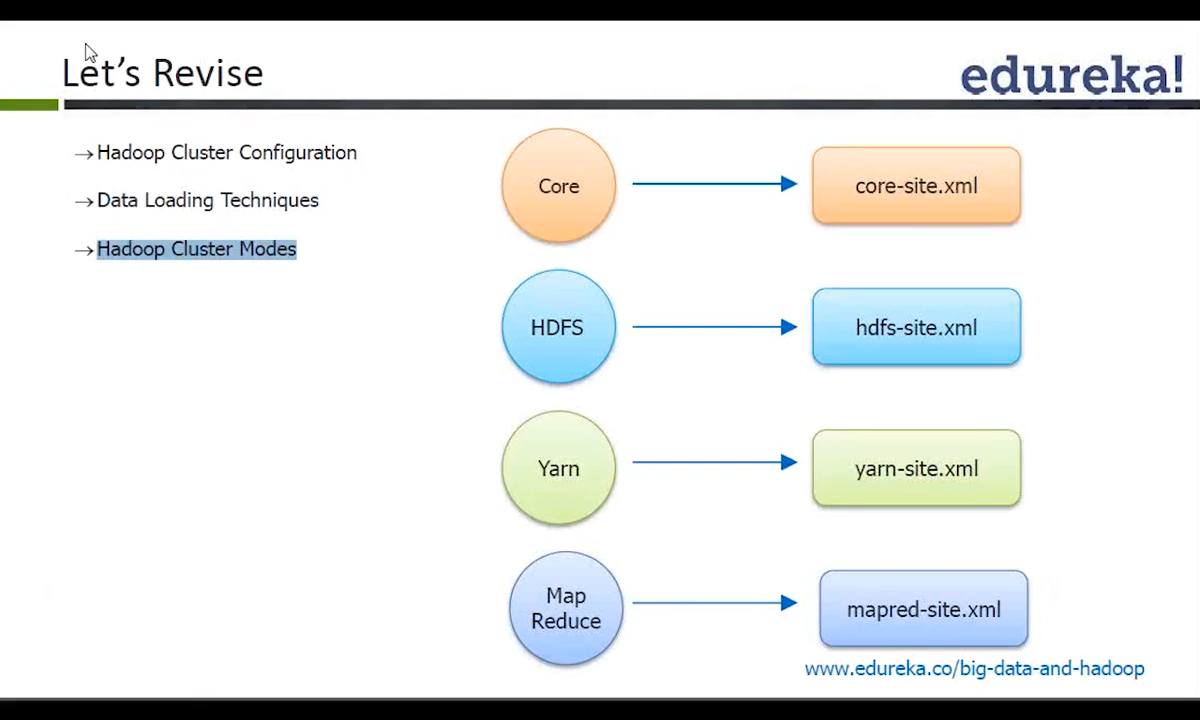 Let's Revise
edureka!
→Hadoop Cluster Configuration
→Data Loading Techniques
→Hadoop Cluster Modes
Core
core-site.xml
HDFS
hdfs-site.xml
Yarn
yarn-site.xml
Map
Reduce
mapred-site.xml
www.edureka.co/big-data-and-hadoop